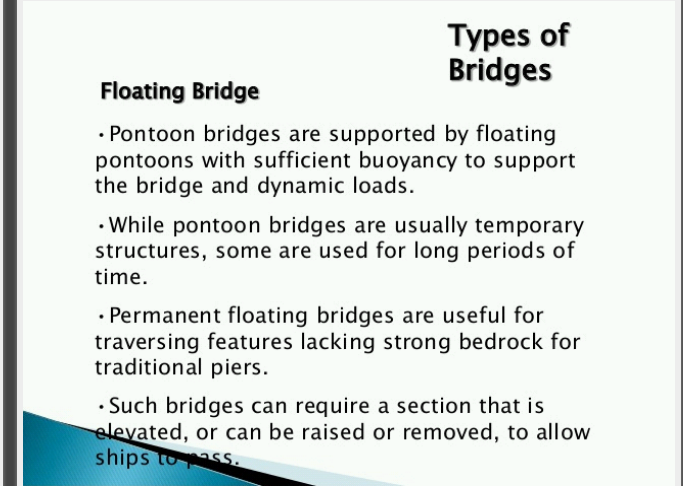 Types of
Bridges
Floating Bridge
•Pontoon bridges are supported by floating
pontoons with sufficient buoyancy to support
the bridge and dynamic loads.
•While pontoon bridges are usually temporary
structures, some are used for long periods of
time.
•Permanent floating bridges are useful for
traversing features lacking strong bedrock for
traditional piers.
•Such bridges can require a section that is
elevated, or can be raised or removed, to allow
ships to pass.